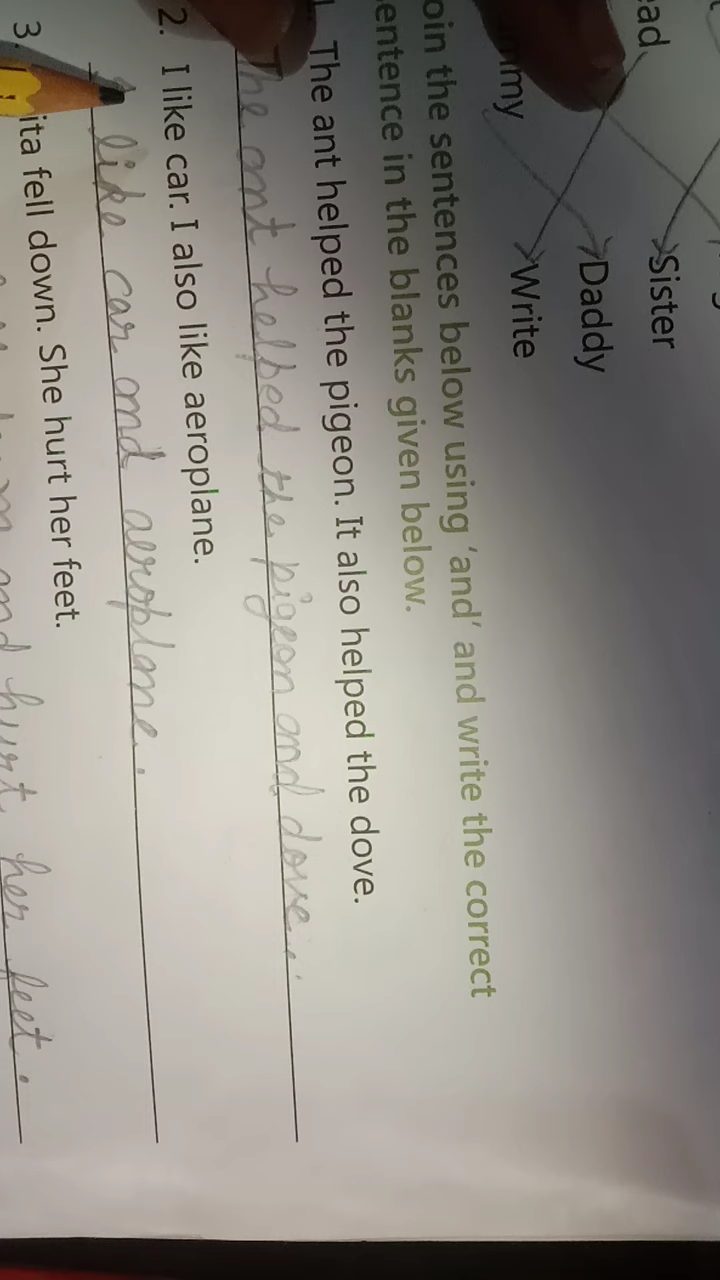 ead
Sister
Daddy
mmy
Write
oin the sentences below using 'and' and write the correct
entence in the blanks given below.
1. The ant helped the pigeon. It also helped the dove.
The ant helped the pigeon and dove.
2. I like car. I also like aeroplane.
I like car and aeroplane.
3. ita fell down. She hurt her feet.
and hurt her feet.